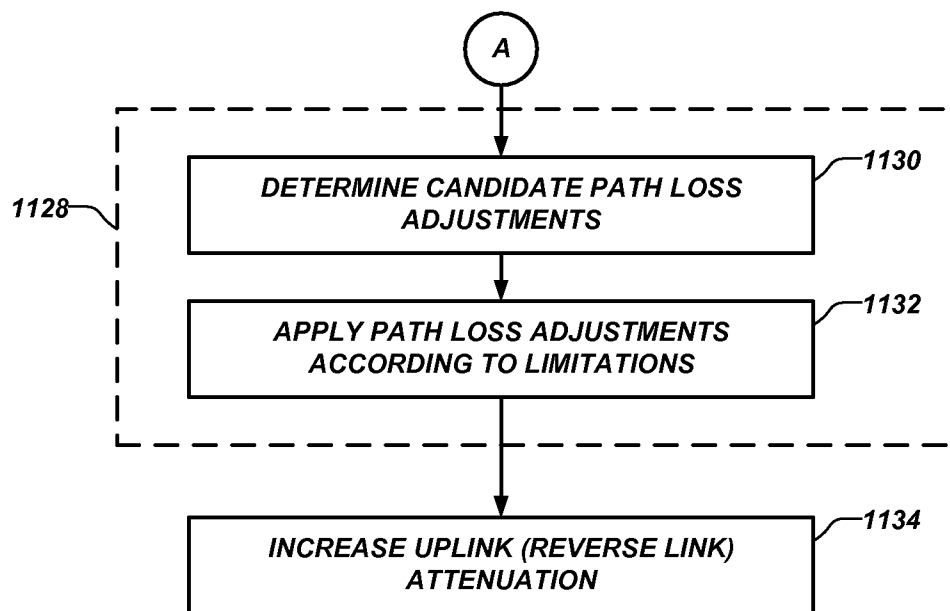 A
1130
DETERMINE CANDIDATE PATH LOSS
ADJUSTMENTS
1128
1132
APPLY PATH LOSS ADJUSTMENTS
ACCORDING TO LIMITATIONS
1134
INCREASE UPLINK (REVERSE LINK)
ATTENUATION